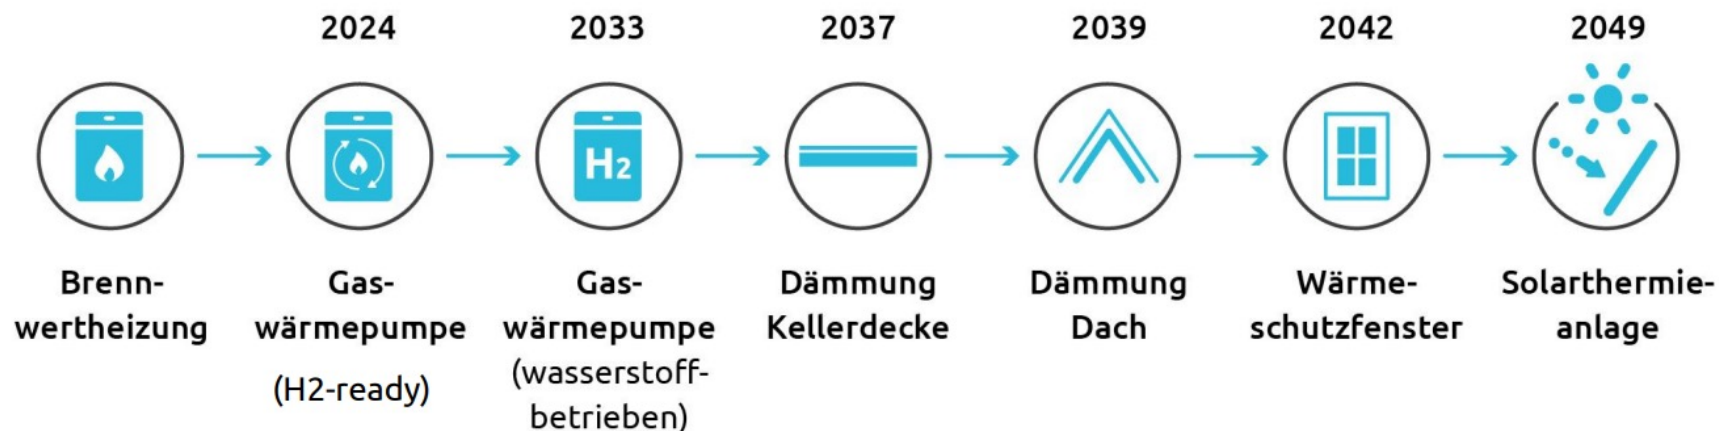 2024
2033
2037
2039
2042
2049
H2
Brenn-
wertheizung
Gas-
wärmepumpe
(H2-ready)
Gas-
wärmepumpe
(wasserstoff-
betrieben)
Dämmung
Kellerdecke
Dämmung
Dach
Wärme-
schutzfenster
Solarthermie-
anlage